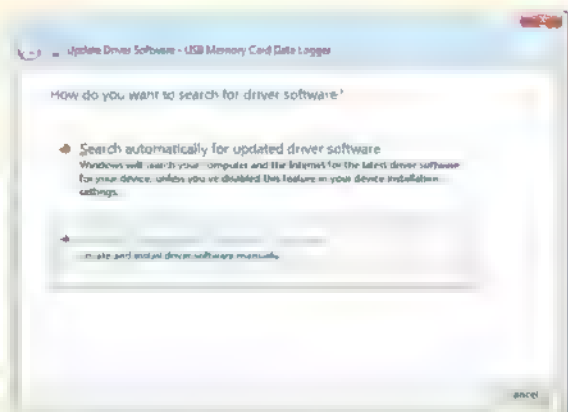 Update Driver Software - USB Memory Card Data Logger
How do you want to search for driver software?
Search automatically for updated driver software
Windows will search your computer and the Internet for the latest driver software
for your device, unless you've disabled this feature in your device installation
settings.
and install driver software manually.
ancel